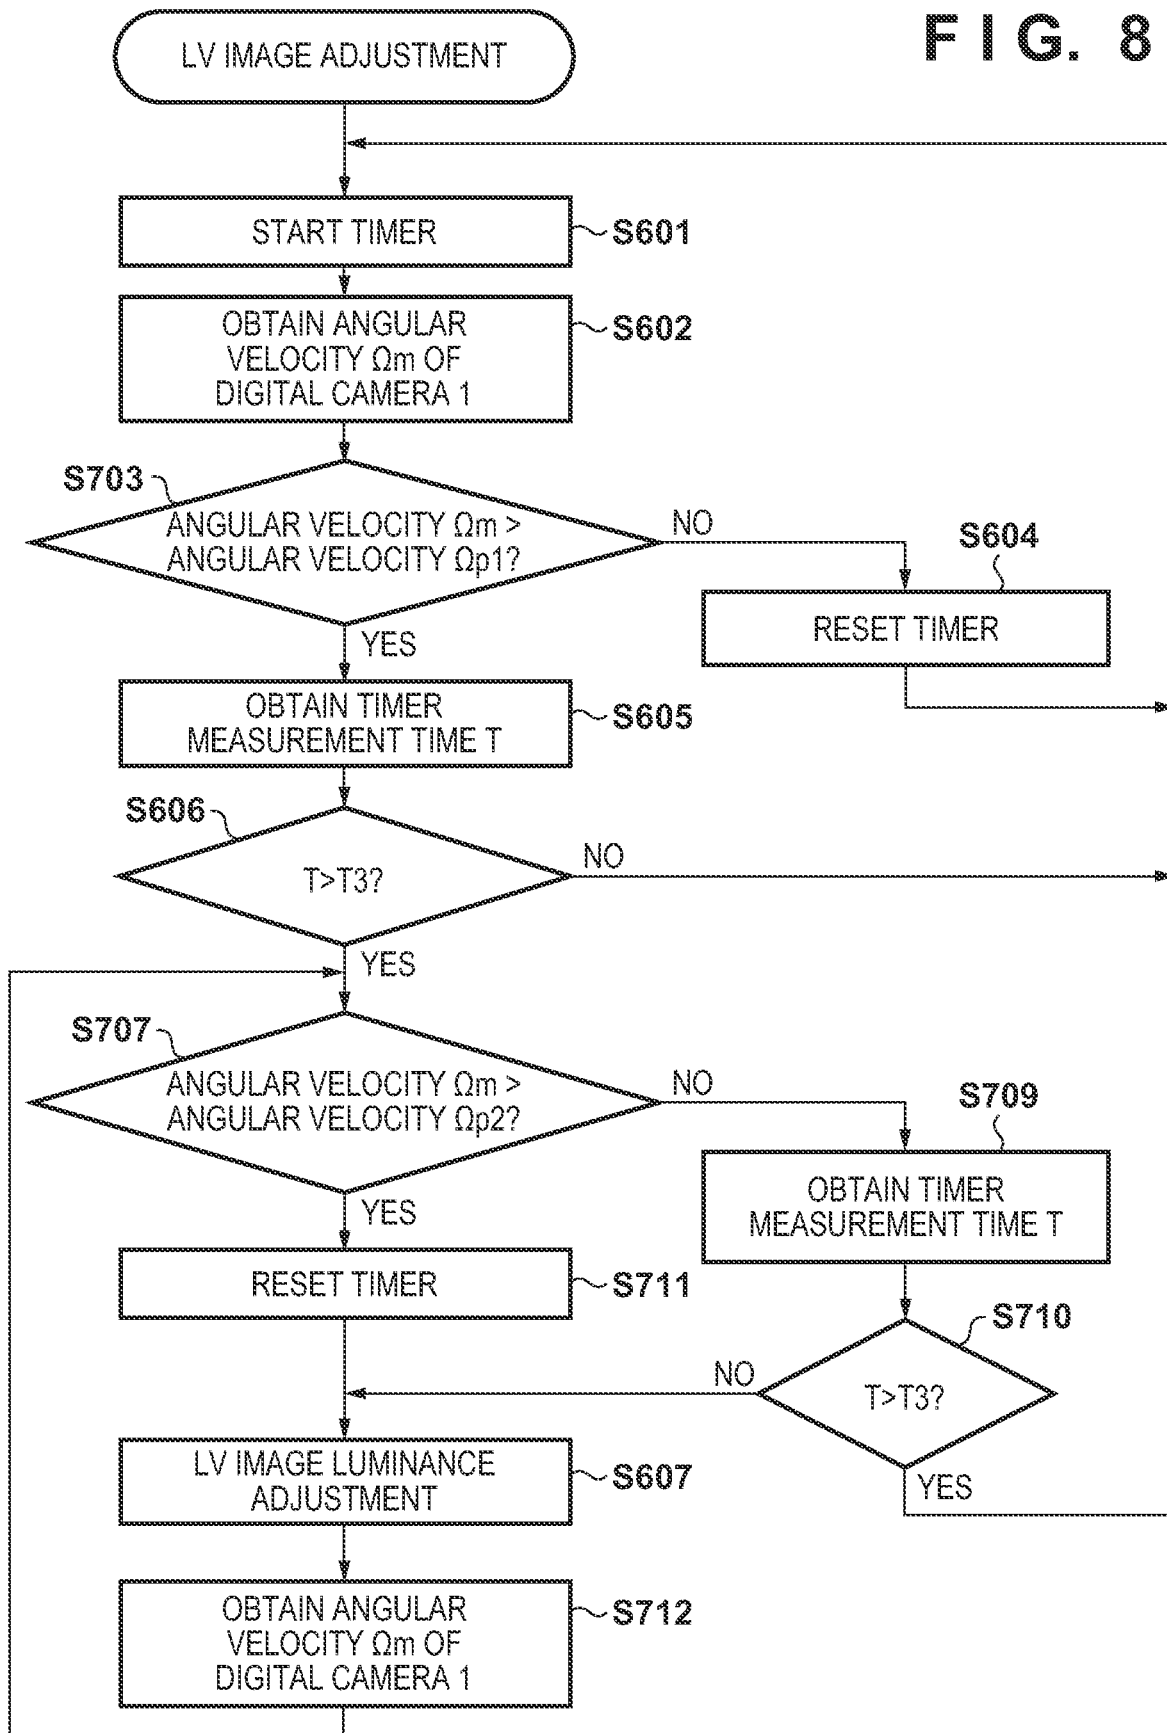 FIG. 8
LV IMAGE ADJUSTMENT
START TIMER
S601
OBTAIN ANGULAR
VELOCITY Ωm OF
DIGITAL CAMERA 1
S602
S703
ANGULAR VELOCITY Ωm >
ANGULAR VELOCITY Ωp1?
NO
YES
S604
RESET TIMER
OBTAIN TIMER
MEASUREMENT TIME T
S605
S606
T>T3?
NO
YES
S707
ANGULAR VELOCITY Ωm >
ANGULAR VELOCITY Ωp2?
NO
YES
S709
OBTAIN TIMER
MEASUREMENT TIME T
RESET TIMER
S711
S710
T>T3?
NO
YES
LV IMAGE LUMINANCE
ADJUSTMENT
S607
OBTAIN ANGULAR
VELOCITY Ωm OF
DIGITAL CAMERA 1
S712